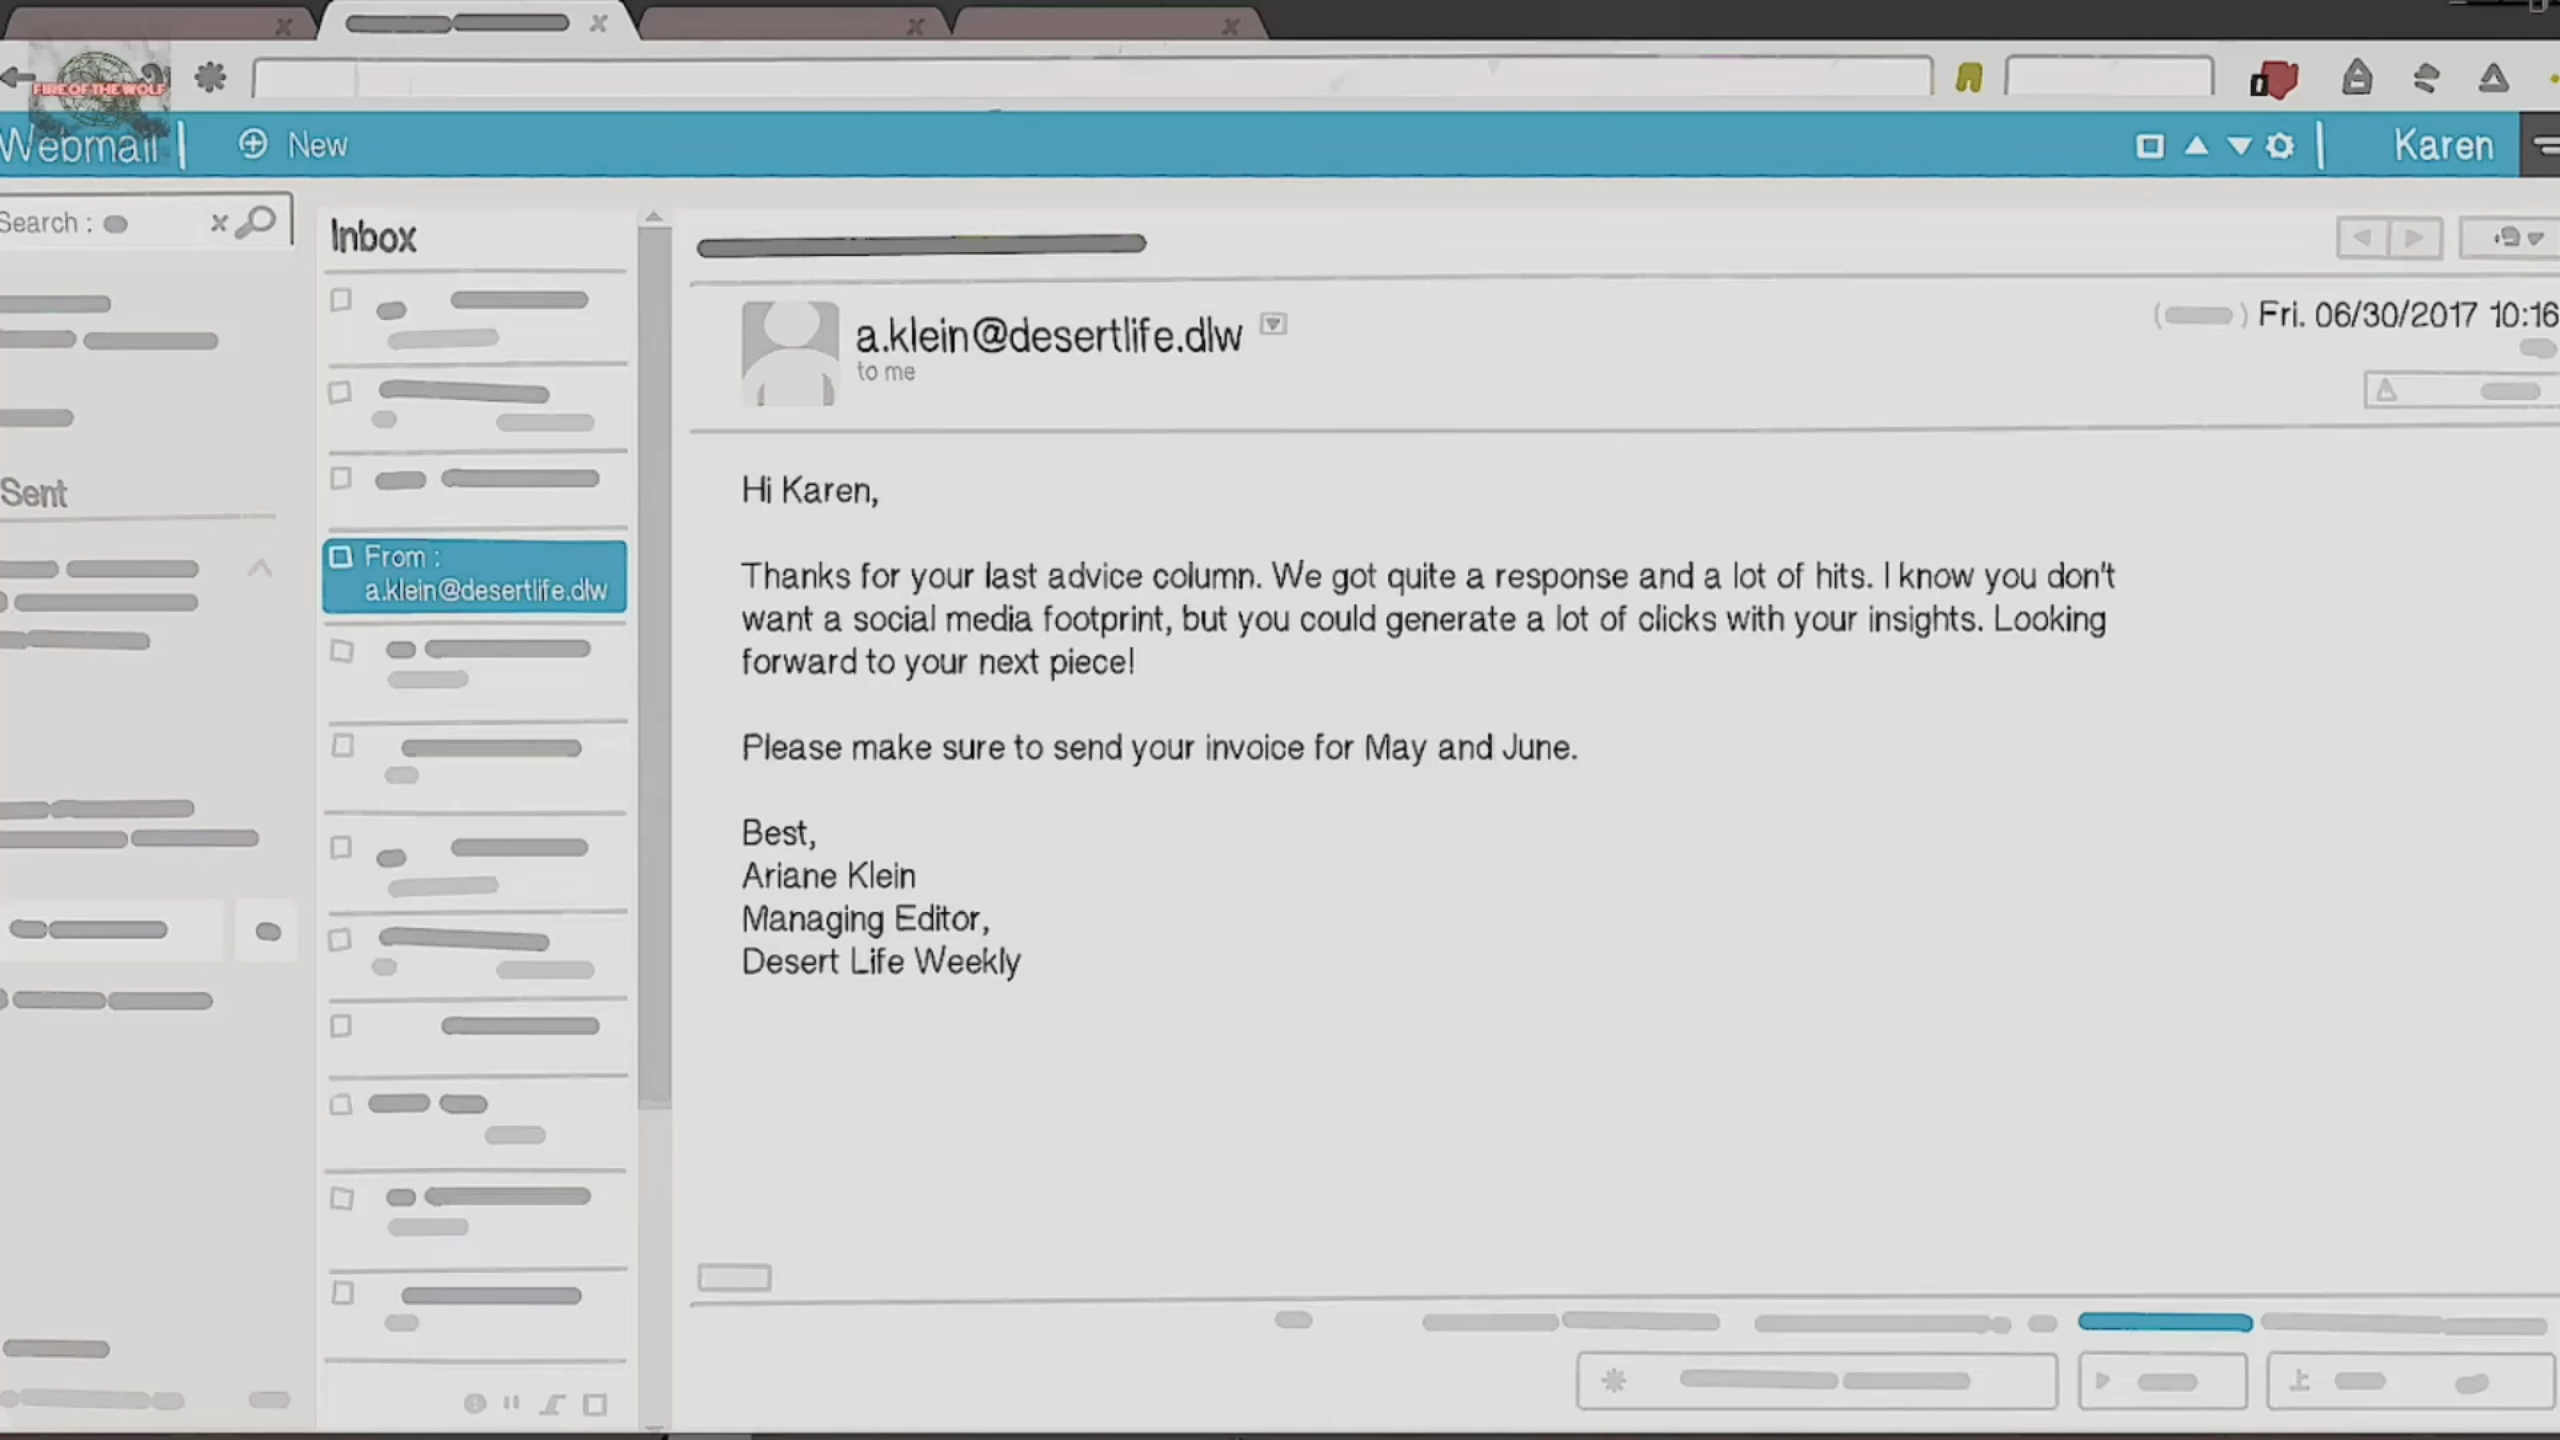 FIRE OF THE WOLF
Webmail
New
Karen
Search :
Inbox
Sent
From :
a.klein@desertlife.dlw
a.klein@desertlife.dlw
to me
Fri. 06/30/2017 10:16
Hi Karen,
Thanks for your last advice column. We got quite a response and a lot of hits. I know you don't
want a social media footprint, but you could generate a lot of clicks with your insights. Looking
forward to your next piece!
Please make sure to send your invoice for May and June.
Best,
Ariane Klein
Managing Editor,
Desert Life Weekly